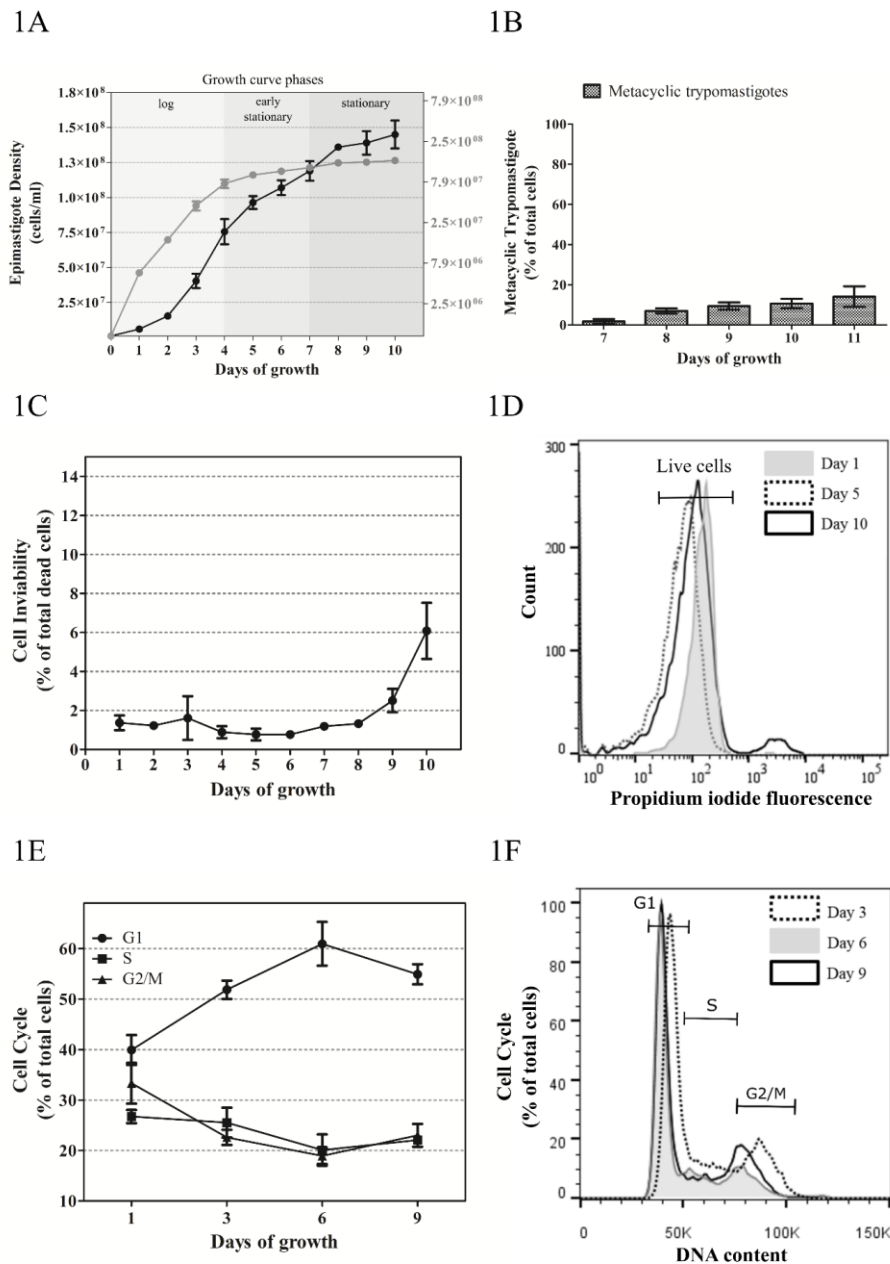 1A
Growth curve phases
log
early
stationary
stationary
Epimastigote Density
(cells/ml)
1.8×10⁸
1.5×10⁸
1.3×10⁸
1.0×10⁸
7.5×10⁷
5.0×10⁷
2.5×10⁷
7.9×10⁰⁸
2.5×10⁰⁸
7.9×10⁰⁷
2.5×10⁰⁷
7.9×10⁰⁶
2.5×10⁰⁶
0 1 2 3 4 5 6 7 8 9 10
Days of growth
1B
Metacyclic trypomastigotes
Metacyclic Trypomastigote
(% of total cells)
100
80
60
40
20
0
7 8 9 10 11
Days of growth
1C
Cell Inviability
(% of total dead cells)
14
12
10
8
6
4
2
0
0 1 2 3 4 5 6 7 8 9 10
Days of growth
1D
Live cells
Day 1
Day 5
Day 10
Count
300
200
100
0
10⁰ 10¹ 10² 10³ 10⁴ 10⁵
Propidium iodide fluorescence
1E
G1
S
G2/M
Cell Cycle
(% of total cells)
60
50
40
30
20
10
1 3 6 9
Days of growth
1F
G1
S
G2/M
Day 3
Day 6
Day 9
Cell Cycle
(% of total cells)
100
80
60
40
20
0
0 50K 100K 150K
DNA content